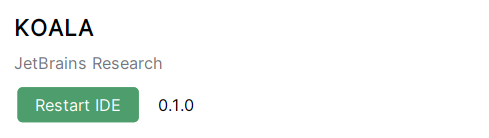 KOALA
JetBrains Research
Restart IDE 0.1.0